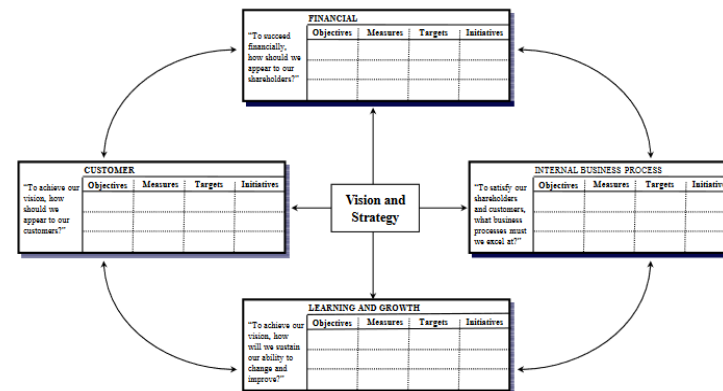 FINANCIAL
"To succeed
financially,
how should we
appear to our
shareholders?"
Objectives Measures Targets Initiatives
CUSTOMER
"To achieve our
vision, how
should we
appear to our
customers?"
Objectives Measures Targets Initiatives
Vision and
Strategy
INTERNAL BUSINESS PROCESS
"To satisfy our
shareholders
and customers,
what business
processes must
we excel at?"
Objectives Measures Targets Initiatives
LEARNING AND GROWTH
"To achieve our
vision, how
will we sustain
our ability to
change and
improve?"
Objectives Measures Targets Initiatives